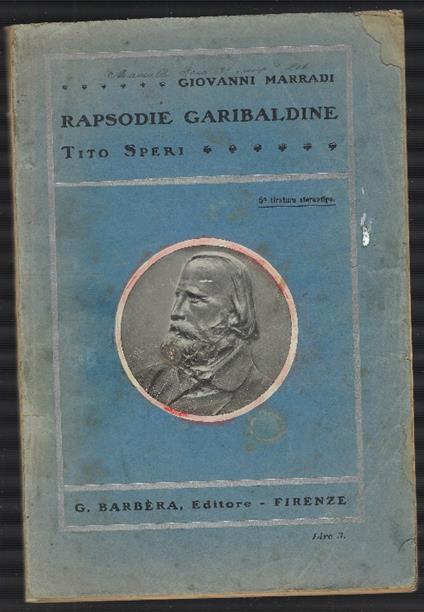 GIOVANNI MARRADI
RAPSODIE GARIBALDINE
TITO SPERI
5ª tiratura stereotipa.
G. BARBÈRA, Editore - FIRENZE
Lire 3.